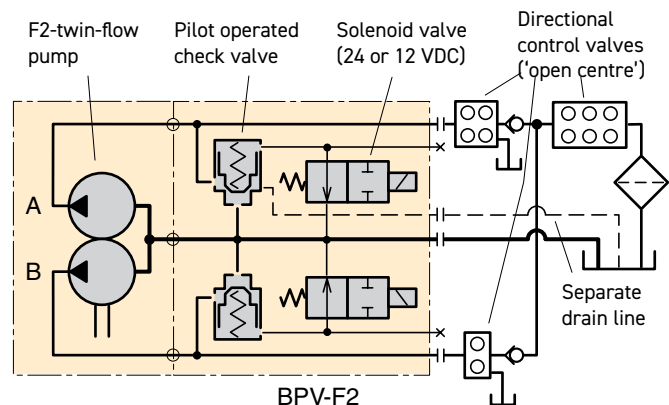 F2-twin-flow
pump
Pilot operated
check valve
Solenoid valve
(24 or 12 VDC)
Directional
control valves
('open centre')
A
B
Separate
drain line
BPV-F2